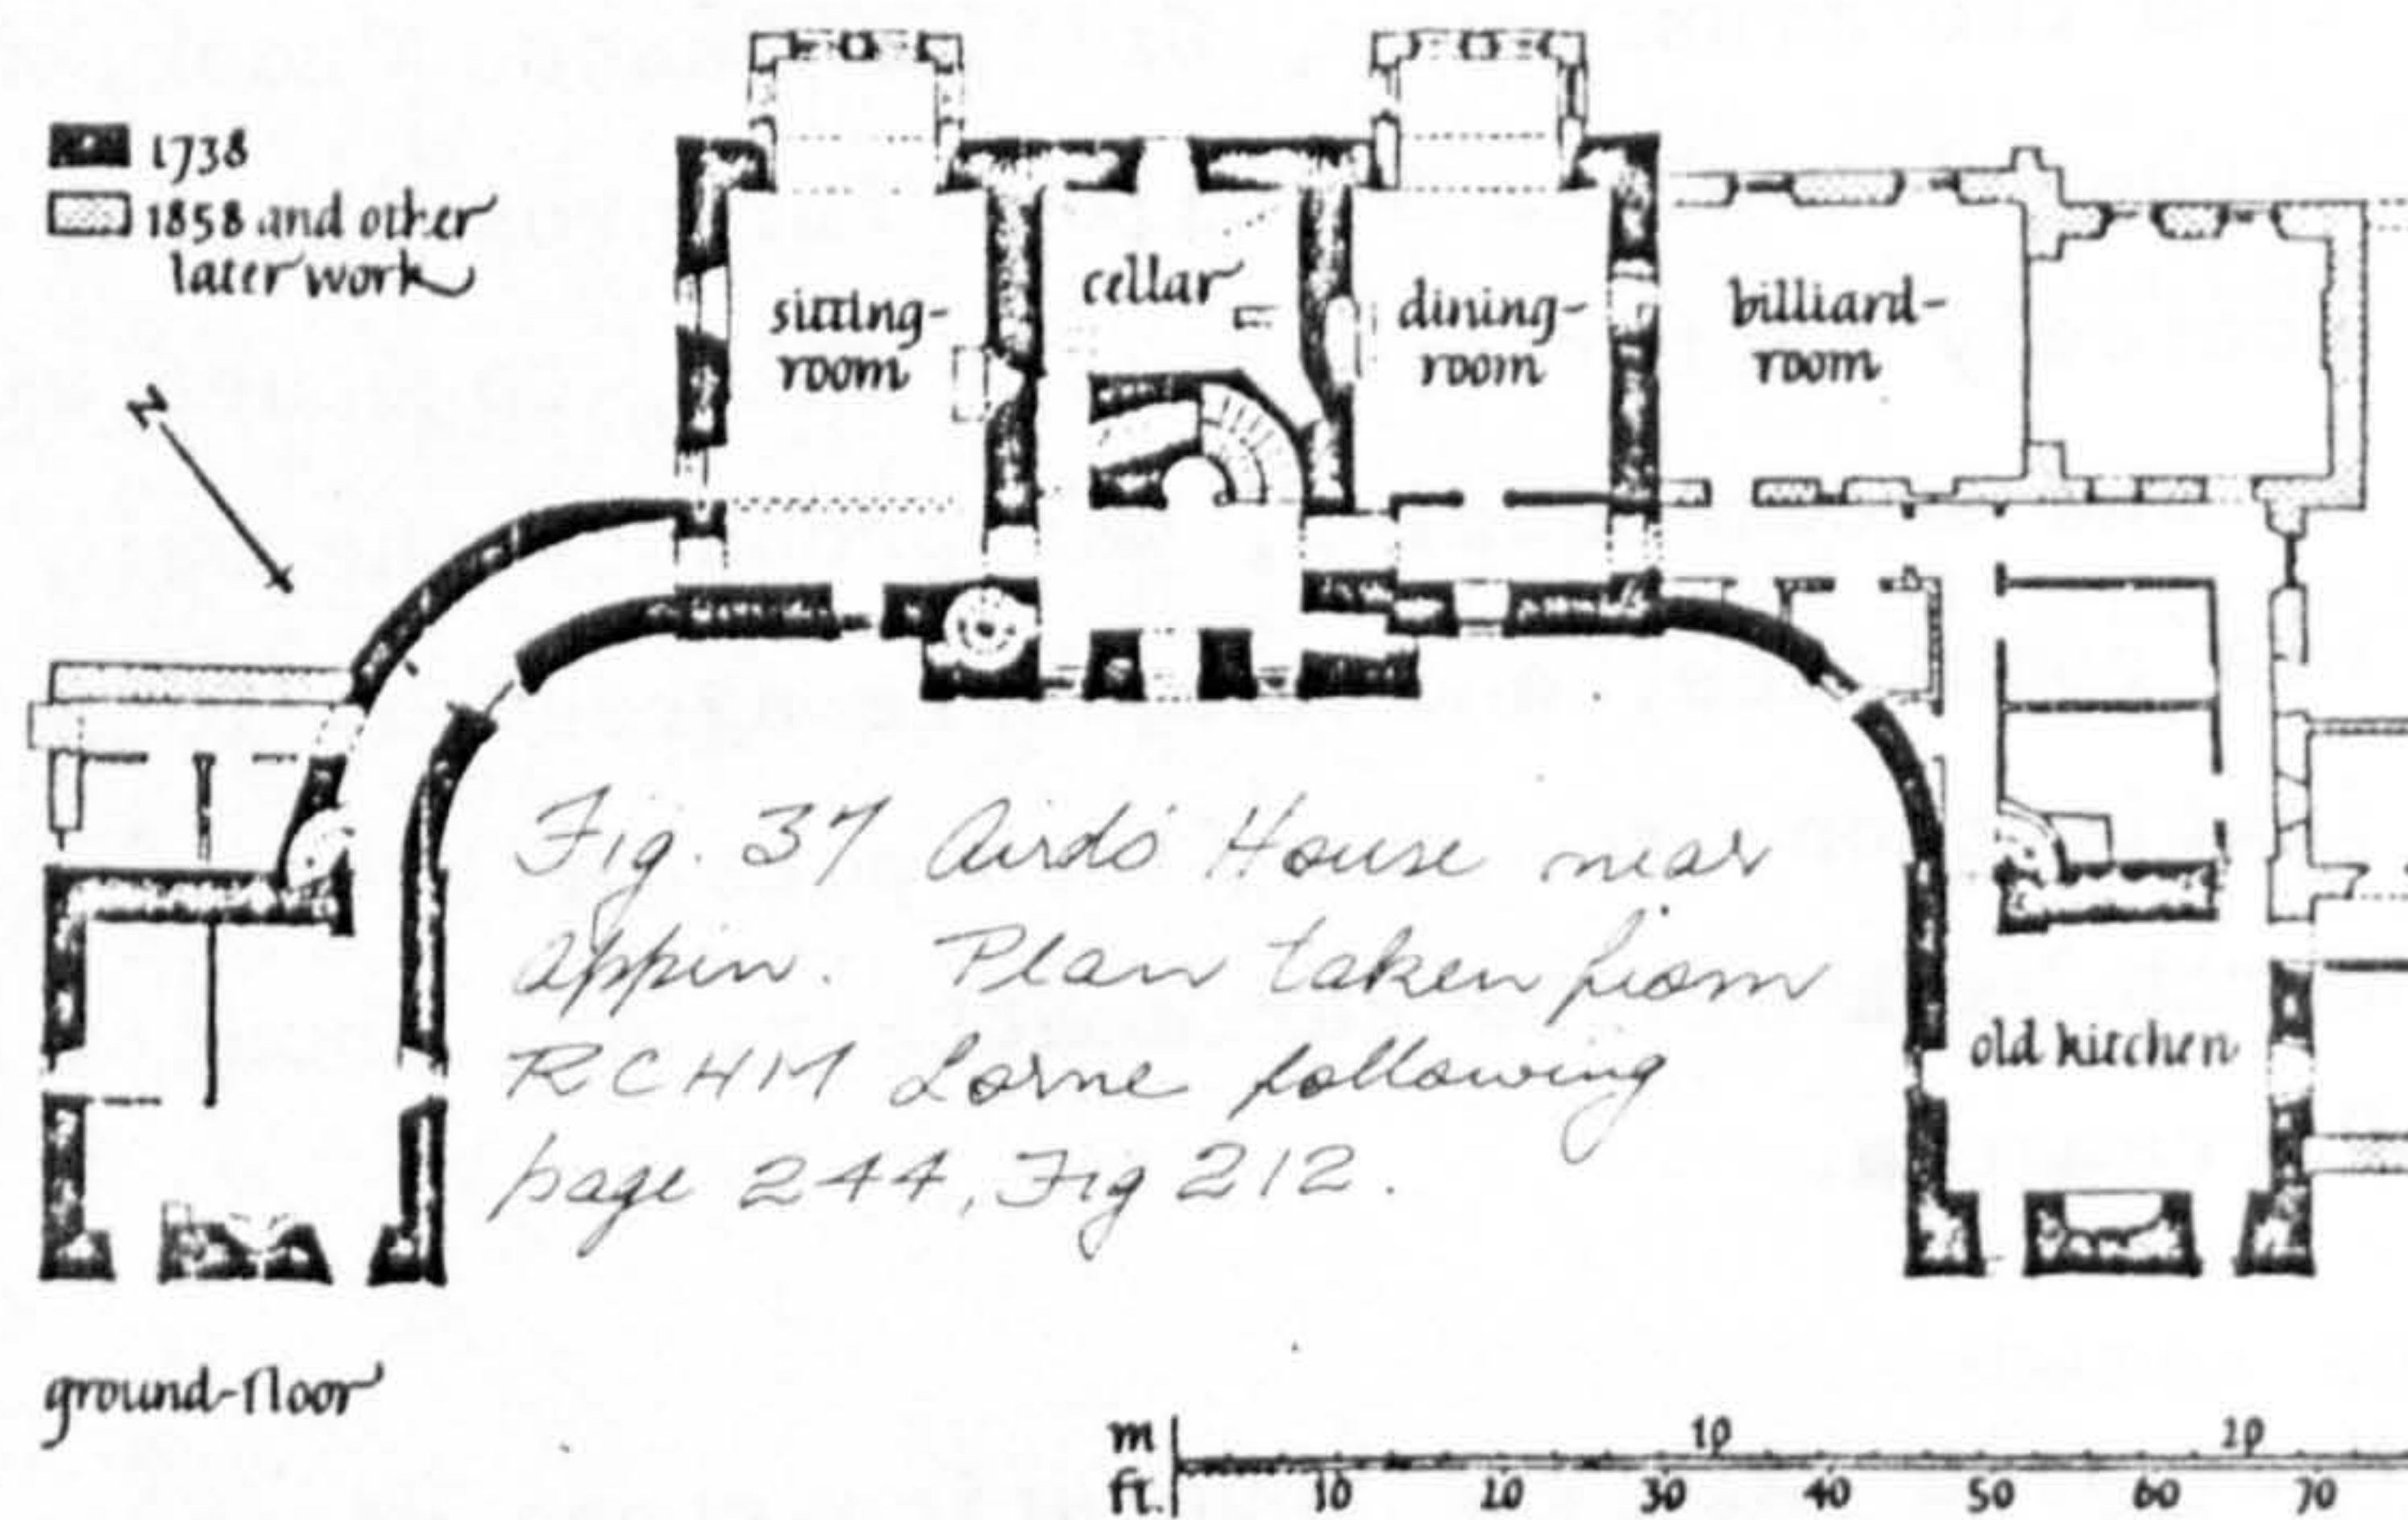 1738
1858 and other
later work
N
sitting-
room
cellar
dining-
room
billiard-
room
Fig. 37 Airds House near
Appin. Plan taken from
RCHM Lorne following
page 244, Fig 212.
old kitchen
ground-floor
m 10 20
ft. 10 20 30 40 50 60 70